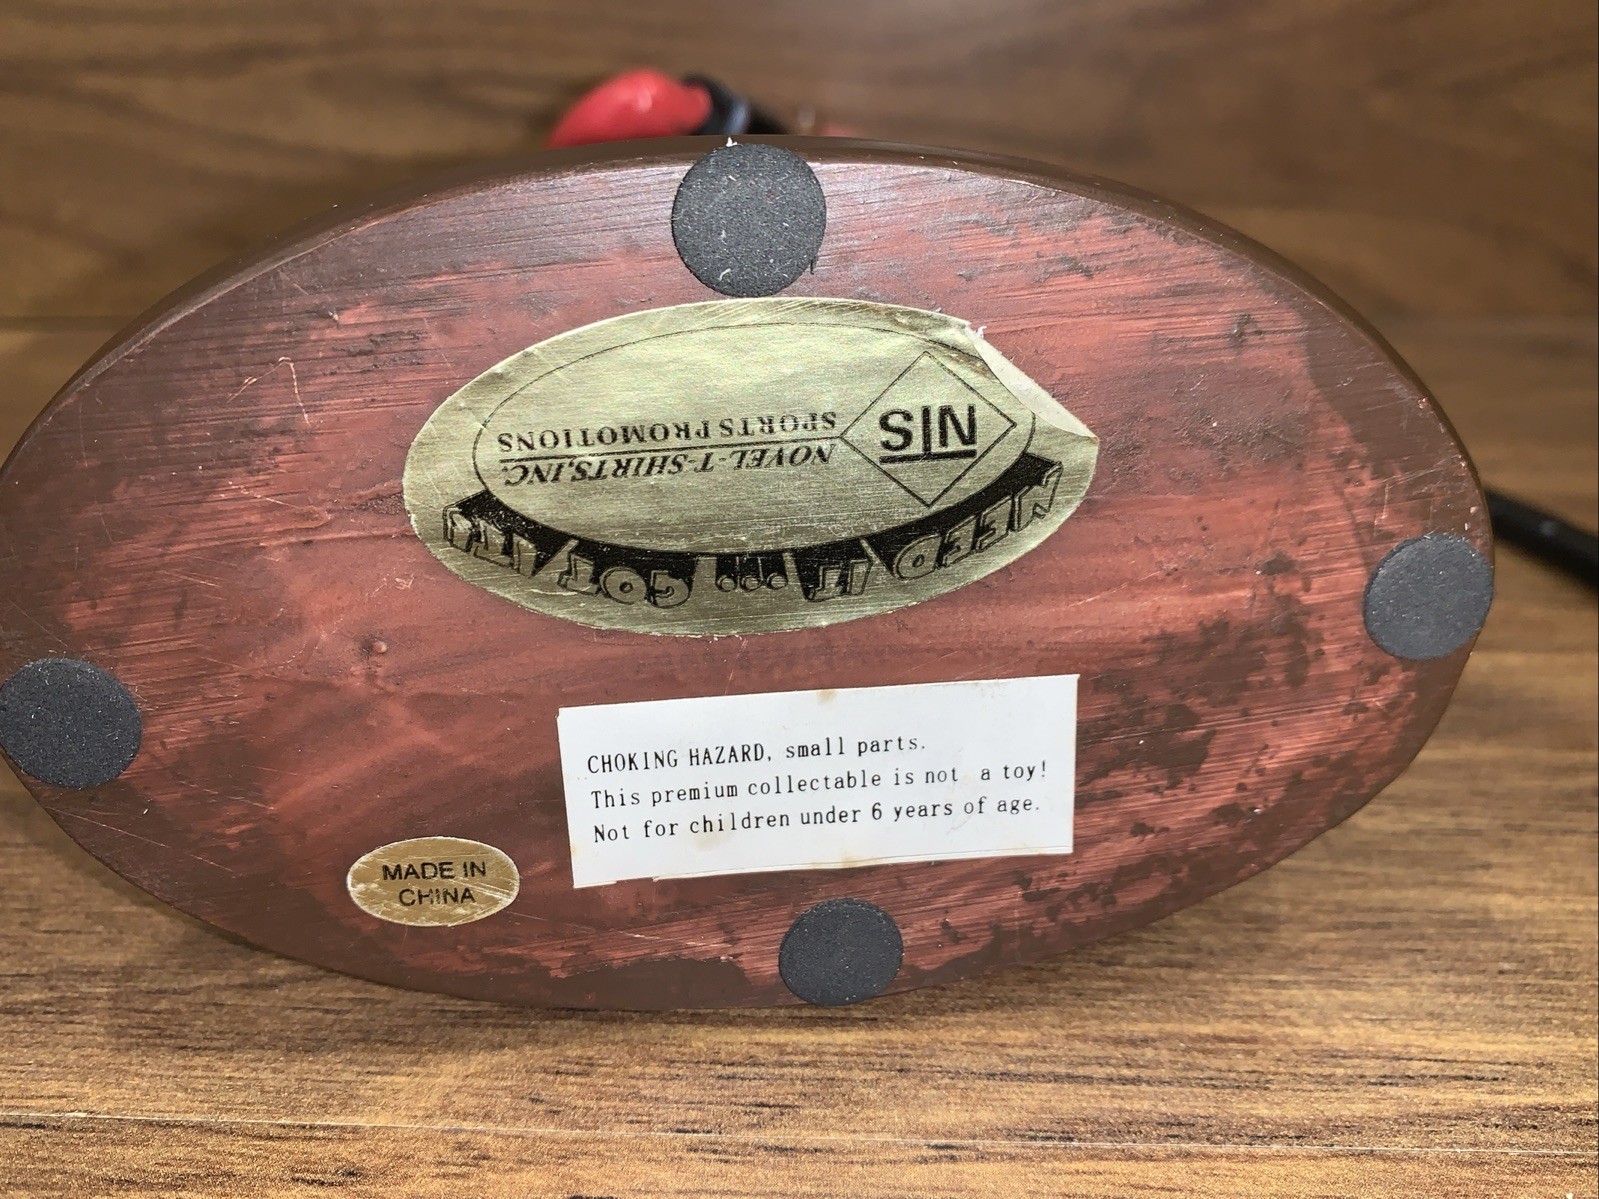 NTS
NOVEL-T-SHIRTS, INC.
SPORTS PROMOTIONS
NEED IT ... GOT IT!
CHOKING HAZARD, small parts.
This premium collectable is not a toy!
Not for children under 6 years of age.
MADE IN
CHINA